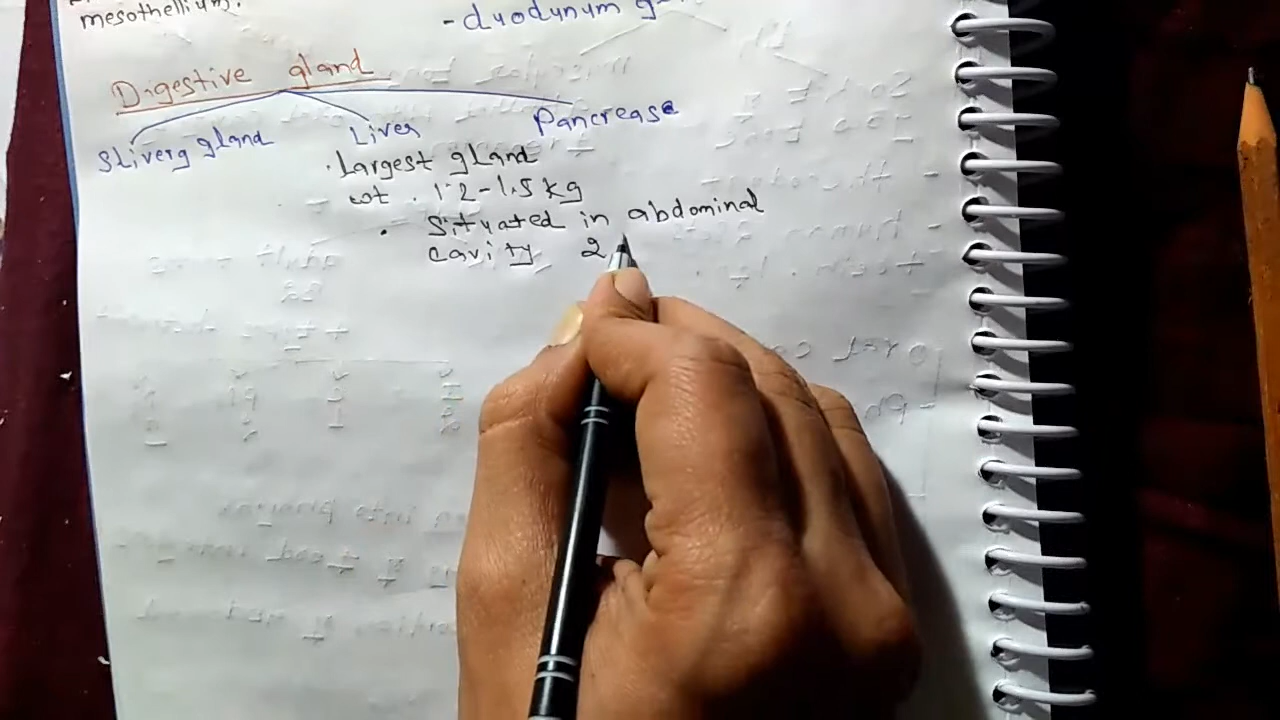 mesothellium.
- duodunum
Digestive gland
Sliverg gland Liver Pancrease
. Largest gland
wt. 1.2-1.5 kg
. Situated in abdominal
cavity 2